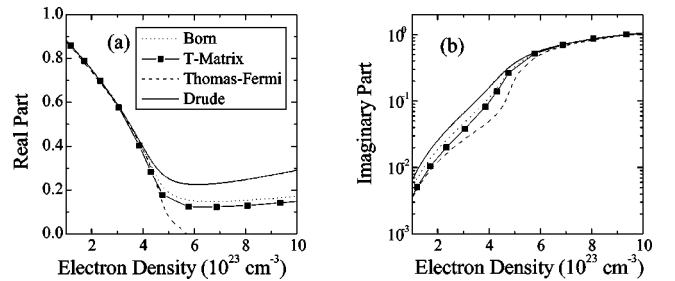 (a)
Born
T-Matrix
Thomas-Fermi
Drude
Real Part
1.0
0.8
0.6
0.4
0.2
0.0
2 4 6 8 10
Electron Density (10²³ cm⁻³)
(b)
Imaginary Part
10⁰
10⁻¹
10⁻²
10⁻³
2 4 6 8 10
Electron Density (10²³ cm⁻³)